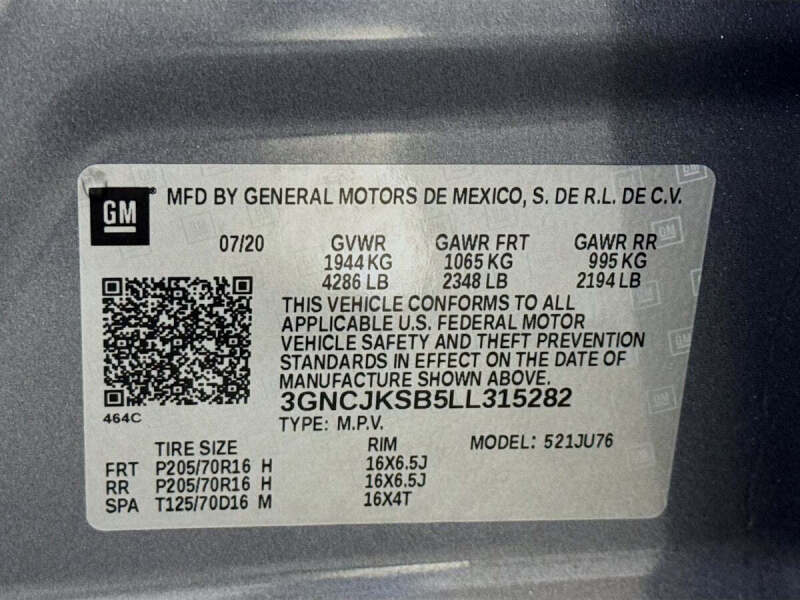 GM® MFD BY GENERAL MOTORS DE MEXICO, S. DE R.L. DE C.V.
07/20 GVWR GAWR FRT GAWR RR
1944 KG 1065 KG 995 KG
4286 LB 2348 LB 2194 LB
THIS VEHICLE CONFORMS TO ALL
APPLICABLE U.S. FEDERAL MOTOR
VEHICLE SAFETY AND THEFT PREVENTION
STANDARDS IN EFFECT ON THE DATE OF
MANUFACTURE SHOWN ABOVE.
3GNCJKSB5LL315282
464C
TYPE: M.P.V.
TIRE SIZE RIM MODEL: 521JU76
FRT P205/70R16 H 16X6.5J
RR P205/70R16 H 16X6.5J
SPA T125/70D16 M 16X4T